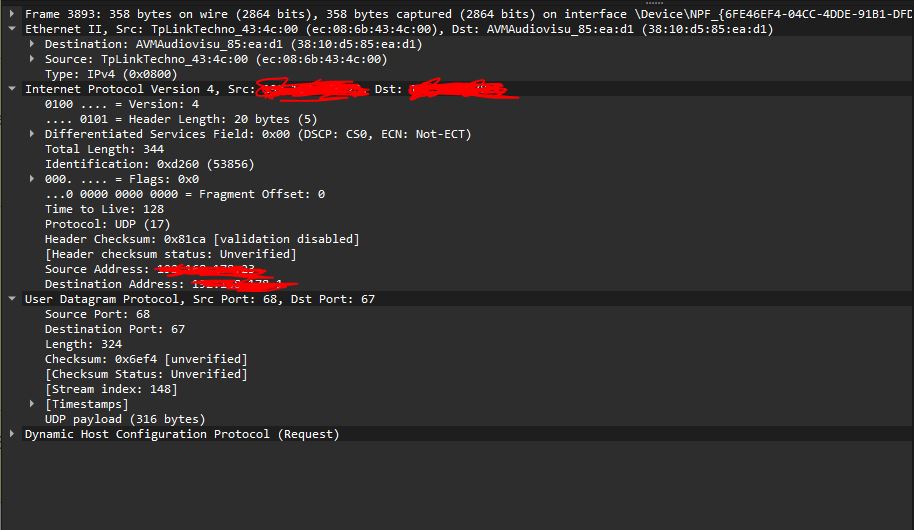 Frame 3893: 358 bytes on wire (2864 bits), 358 bytes captured (2864 bits) on interface \Device\NPF_{6FE46EF4-04CC-4DDE-91B1-DFD
Ethernet II, Src: TpLinkTechno_43:4c:00 (ec:08:6b:43:4c:00), Dst: AVMAudiovisu_85:ea:d1 (38:10:d5:85:ea:d1)
Destination: AVMAudiovisu_85:ea:d1 (38:10:d5:85:ea:d1)
Source: TpLinkTechno_43:4c:00 (ec:08:6b:43:4c:00)
Type: IPv4 (0x0800)
Internet Protocol Version 4, Src: Dst:
0100 .... = Version: 4
.... 0101 = Header Length: 20 bytes (5)
Differentiated Services Field: 0x00 (DSCP: CS0, ECN: Not-ECT)
Total Length: 344
Identification: 0xd260 (53856)
000. .... = Flags: 0x0
...0 0000 0000 0000 = Fragment Offset: 0
Time to Live: 128
Protocol: UDP (17)
Header Checksum: 0x81ca [validation disabled]
[Header checksum status: Unverified]
Source Address:
Destination Address:
User Datagram Protocol, Src Port: 68, Dst Port: 67
Source Port: 68
Destination Port: 67
Length: 324
Checksum: 0x6ef4 [unverified]
[Checksum Status: Unverified]
[Stream index: 148]
[Timestamps]
UDP payload (316 bytes)
Dynamic Host Configuration Protocol (Request)